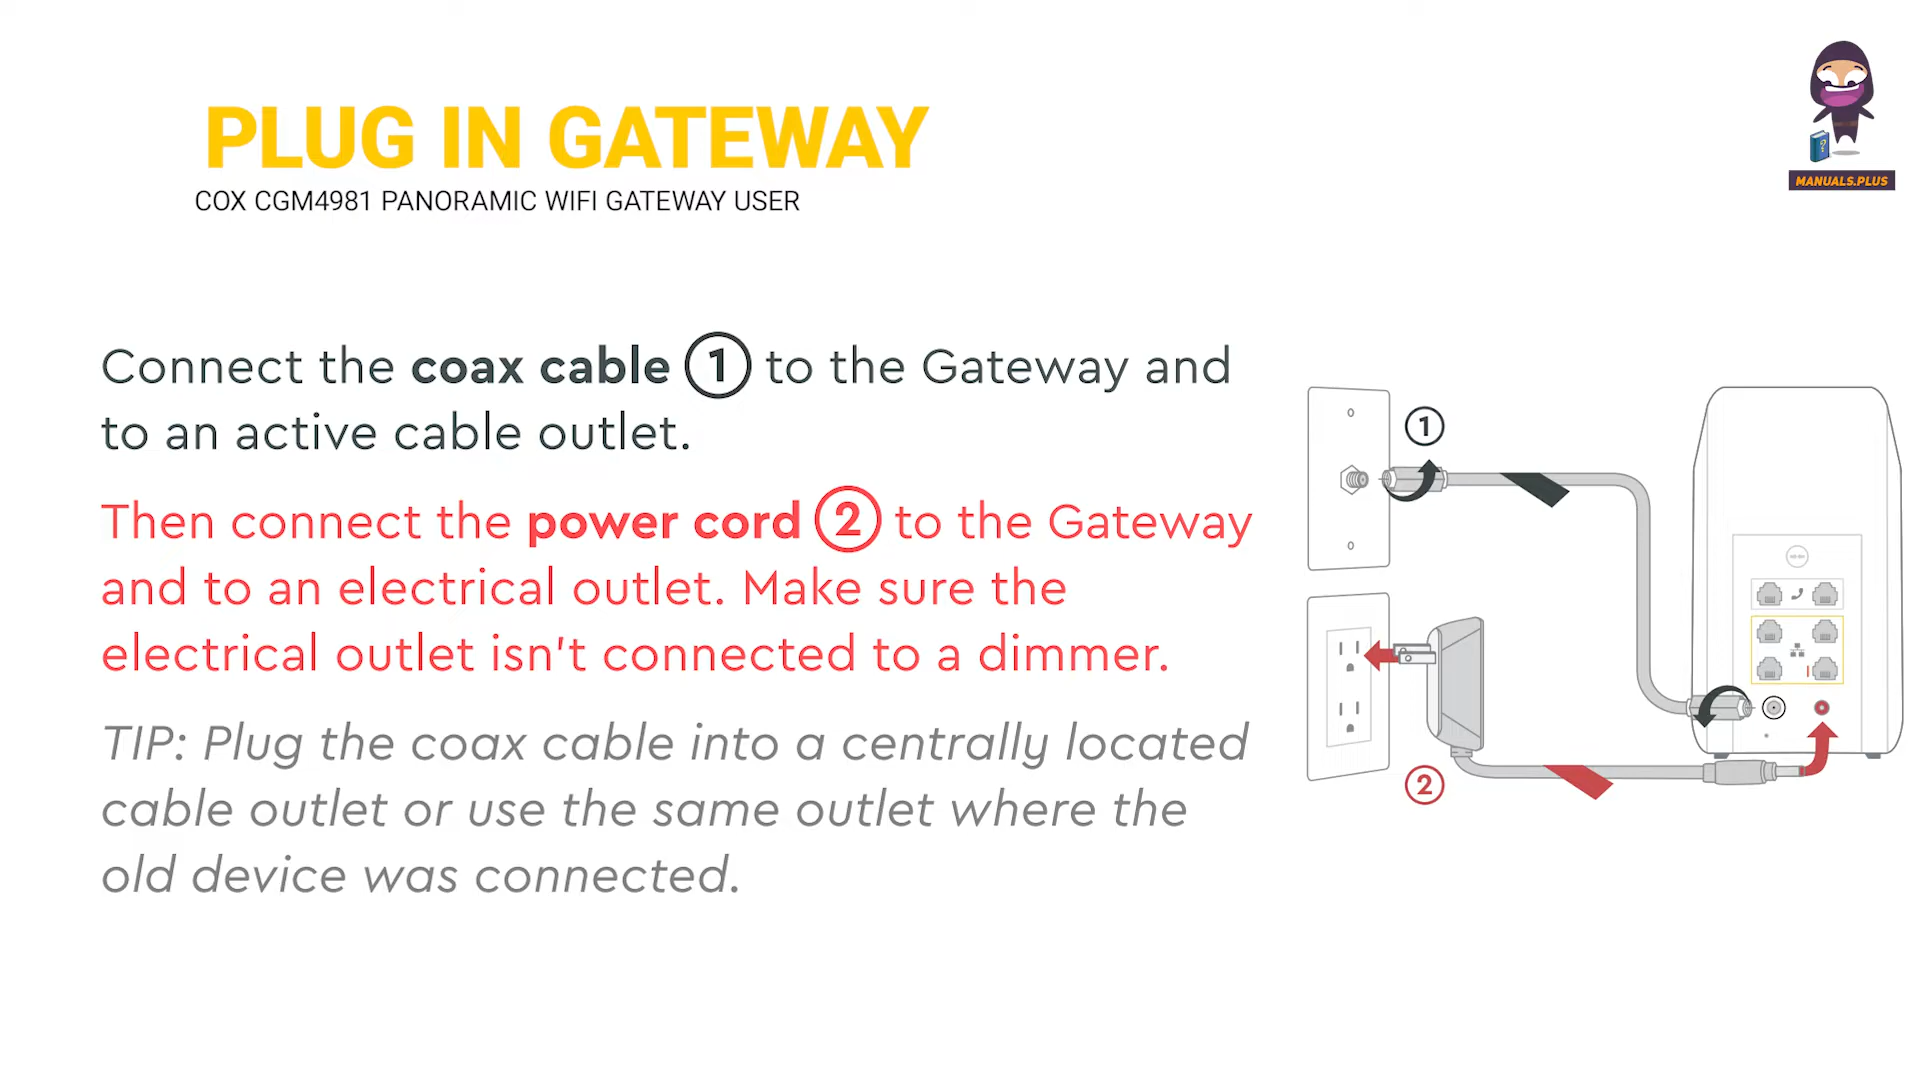 PLUG IN GATEWAY
COX CGM4981 PANORAMIC WIFI GATEWAY USER
MANUALS.PLUS
Connect the coax cable 1 to the Gateway and
to an active cable outlet.
Then connect the power cord 2 to the Gateway
and to an electrical outlet. Make sure the
electrical outlet isn't connected to a dimmer.
TIP: Plug the coax cable into a centrally located
cable outlet or use the same outlet where the
old device was connected.
1
2